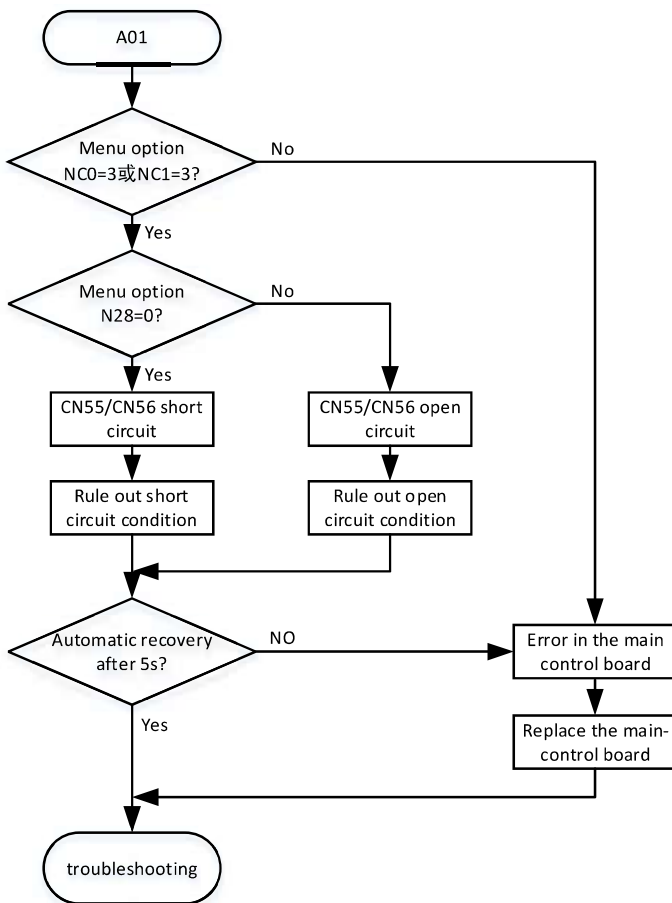 A01
Menu option
NC0=3或NC1=3?
No
Yes
Menu option
N28=0?
No
Yes
CN55/CN56 short
circuit
CN55/CN56 open
circuit
Rule out short
circuit condition
Rule out open
circuit condition
Automatic recovery
after 5s?
NO
Error in the main
control board
Yes
Replace the main-
control board
troubleshooting